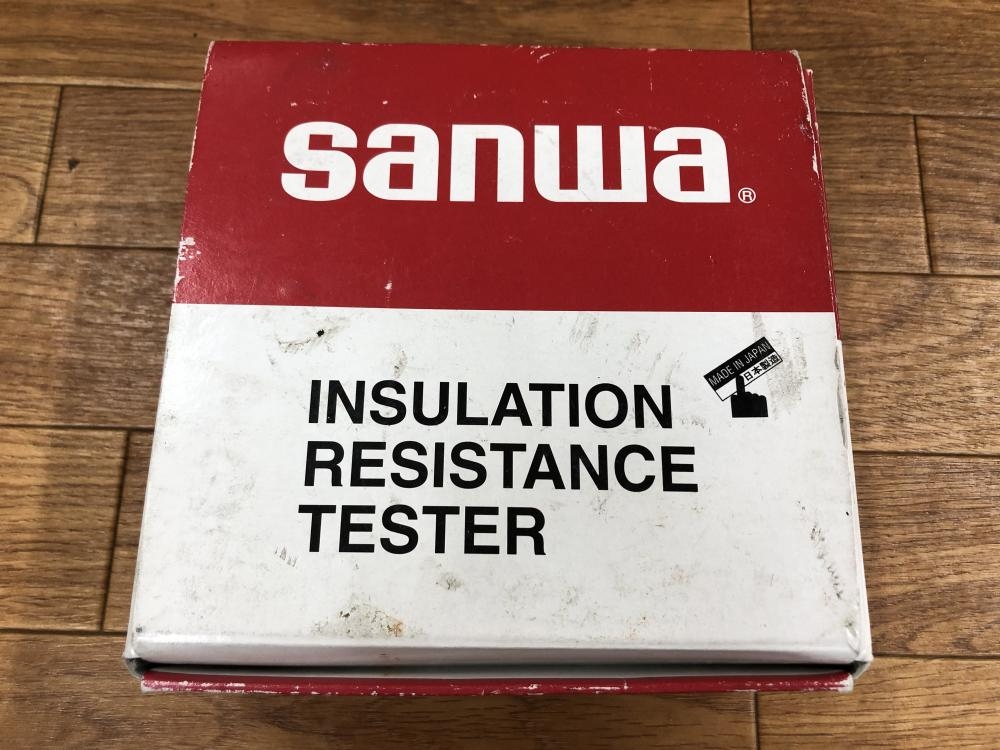 sanwa®
MADE IN JAPAN
日本製造
INSULATION
RESISTANCE
TESTER